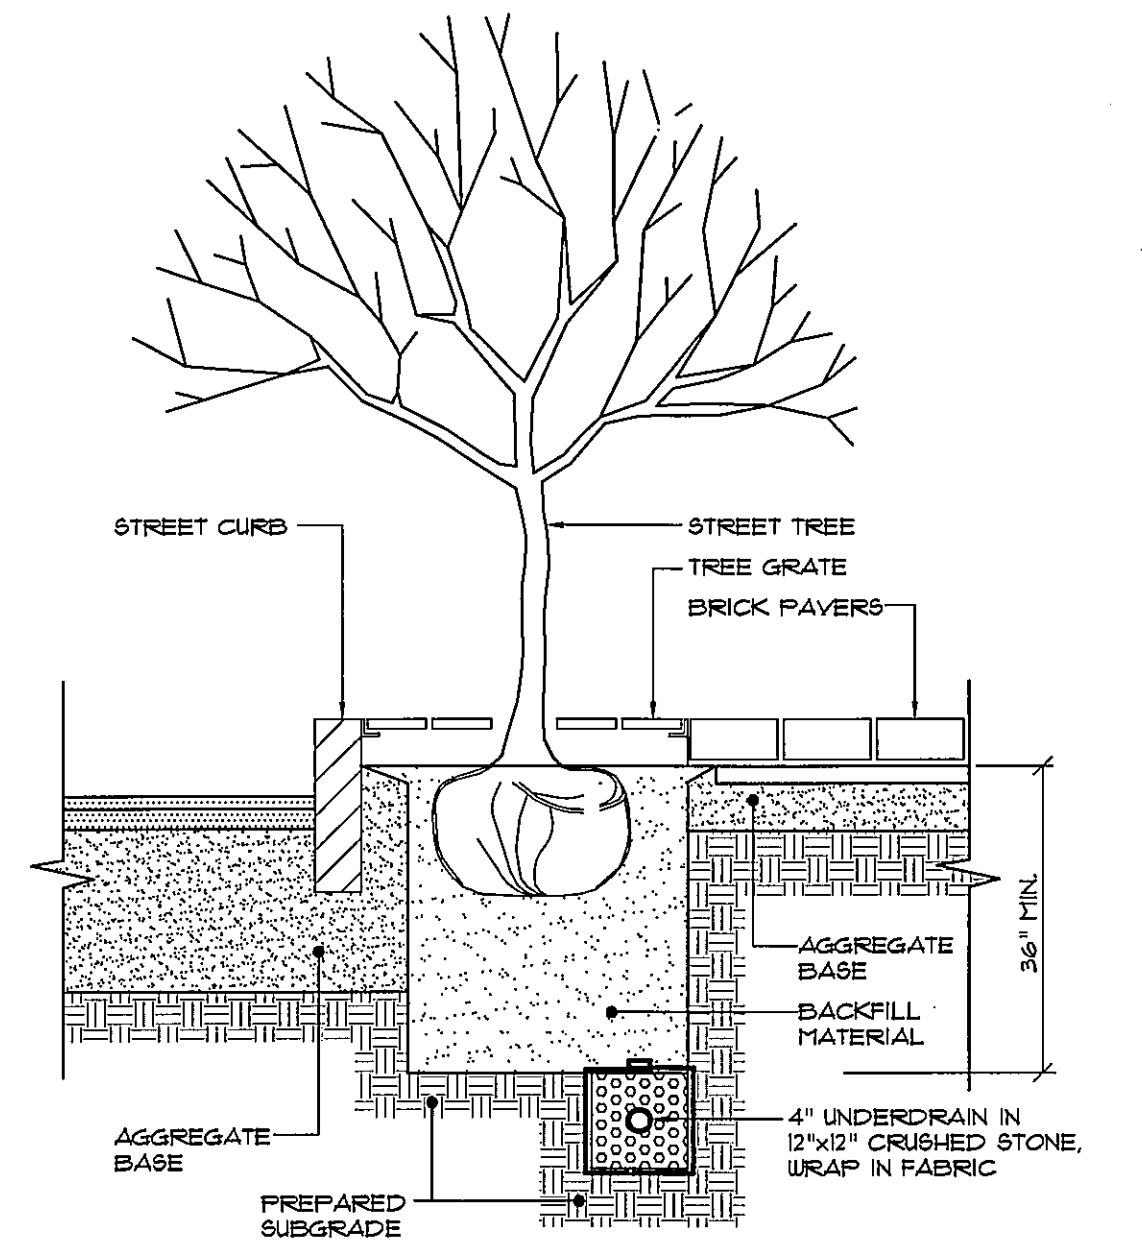 STREET CURB
STREET TREE
TREE GRATE
BRICK PAVERS
36" MIN.
AGGREGATE
BASE
BACKFILL
MATERIAL
4" UNDERDRAIN IN
12"x12" CRUSHED STONE,
WRAP IN FABRIC
AGGREGATE
BASE
PREPARED
SUBGRADE